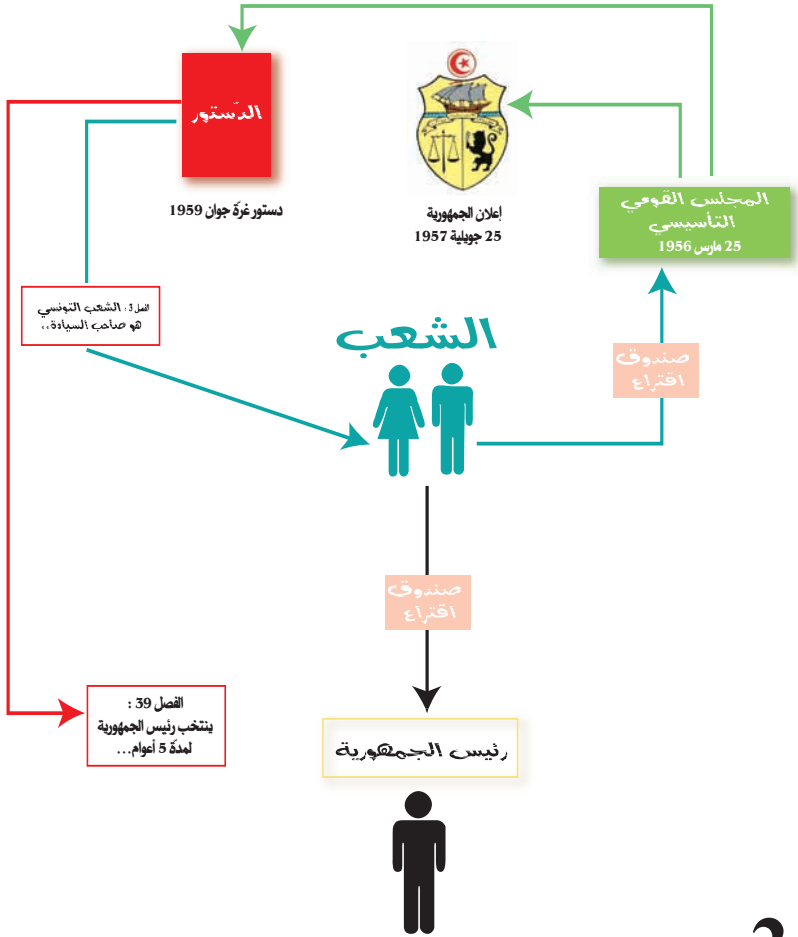 الدّستور
دستور غرّة جوان 1959
إعلان الجمهورية
25 جويلية 1957
المجلس القومي
التأسيسي
25 مارس 1956
الفصل 3 : الشعب التونسي
هو صاحب السيادة..
الشعب
صندوق
اقتراع
صندوق
اقتراع
الفصل 39 :
ينتخب رئيس الجمهورية
لمدّة 5 أعوام...
رئيس الجمهورية